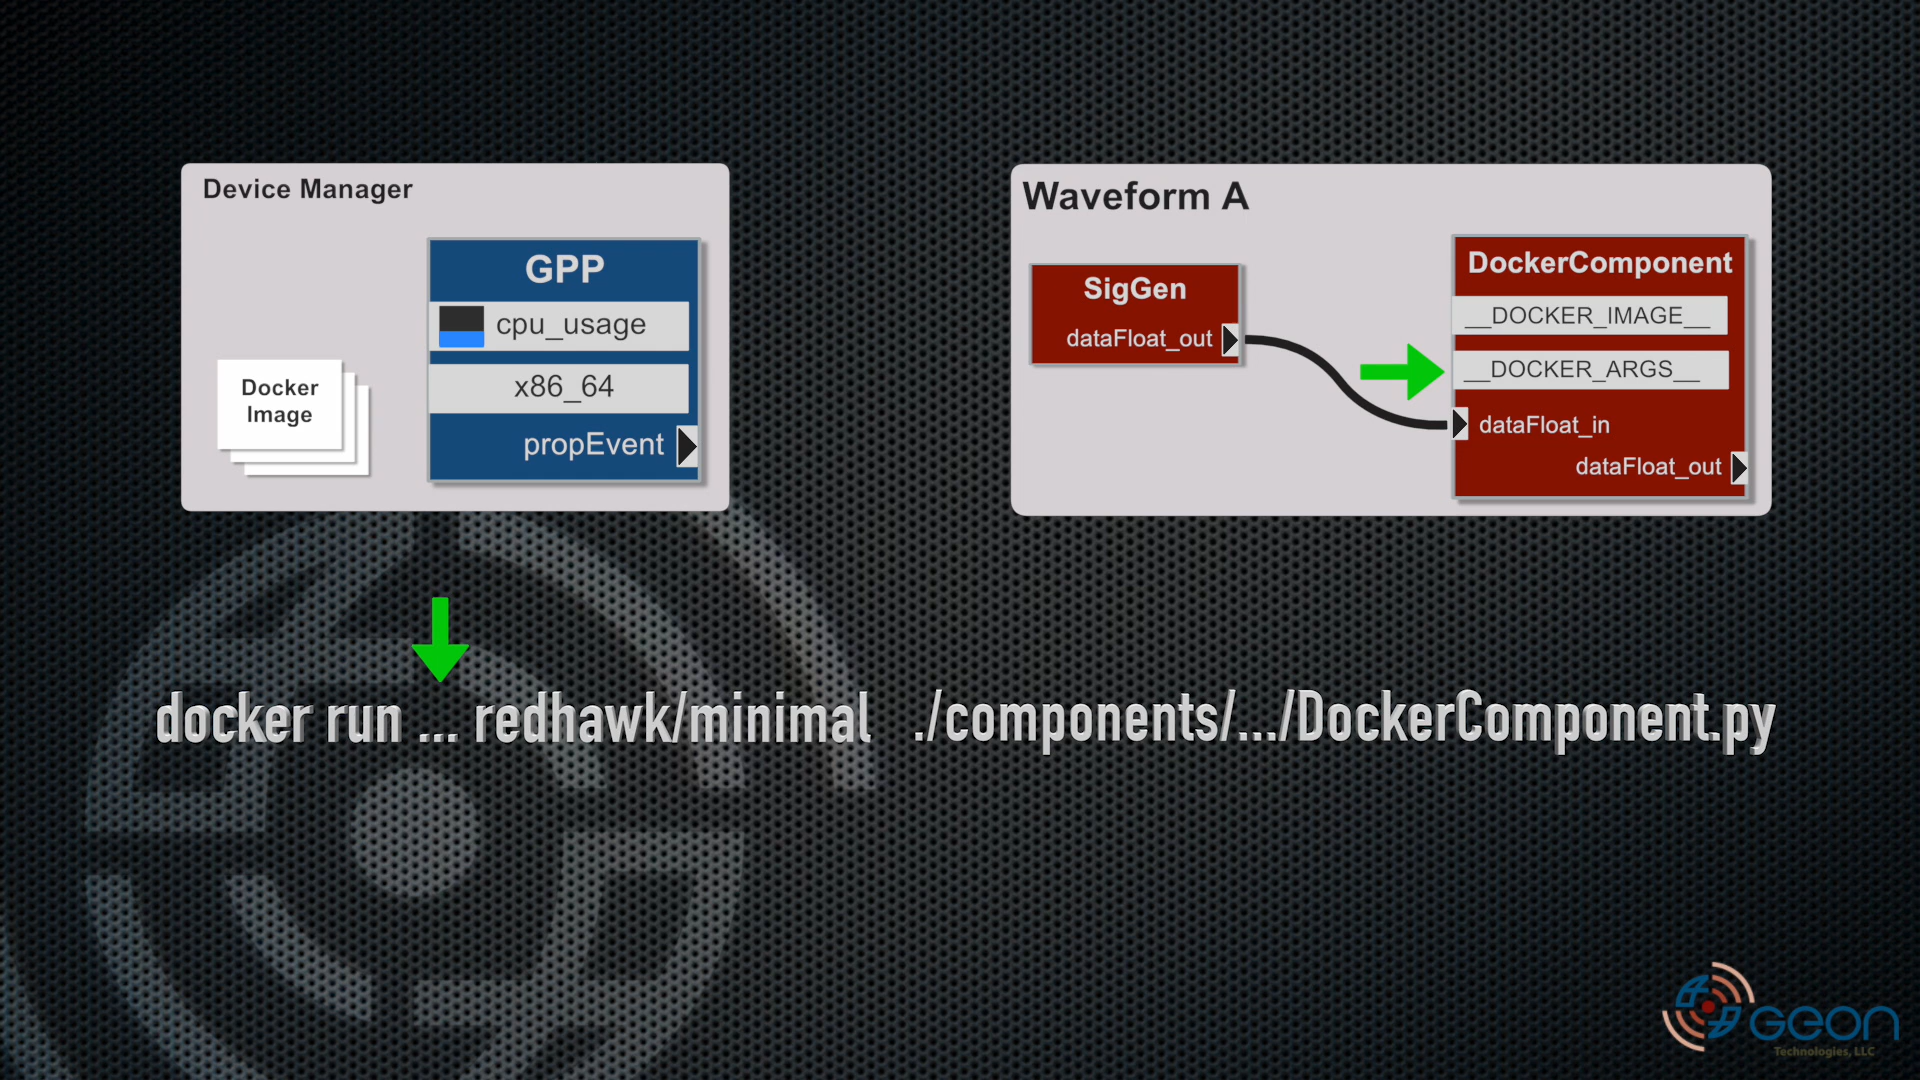 Device Manager
GPP
cpu_usage
x86_64
propEvent
Docker
Image
Waveform A
SigGen
dataFloat_out
DockerComponent
__DOCKER_IMAGE__
__DOCKER_ARGS__
dataFloat_in
dataFloat_out
docker run ... redhawk/minimal ./components/.../DockerComponent.py
GEON
Technologies, LLC